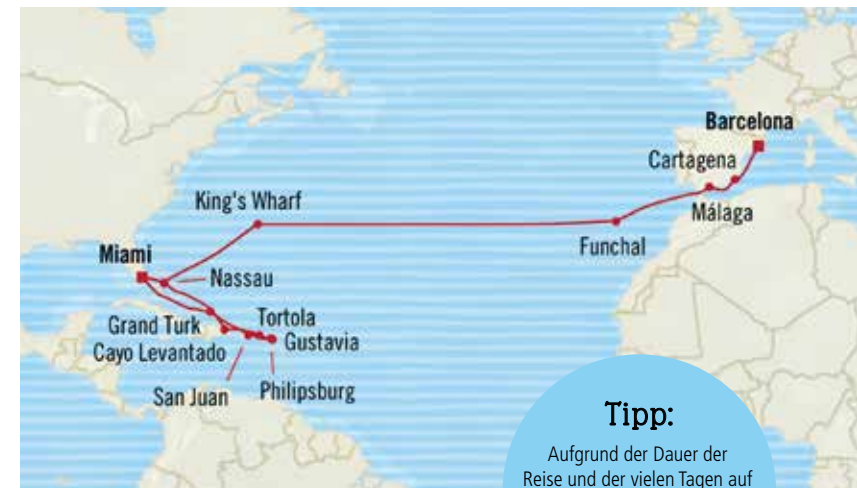 Barcelona
Cartagena
Málaga
King's Wharf
Funchal
Miami
Nassau
Grand Turk
Tortola
Cayo Levantado
Gustavia
San Juan
Philipsburg
Tipp:
Aufgrund der Dauer der
Reise und der vielen Tagen auf